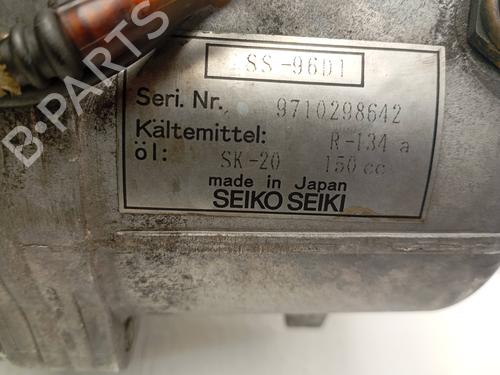 SS-96D1
Seri. Nr. 9710298642
Kältemittel: R-134 a
öl: SK-20 150 cc
made in Japan
SEIKO SEIKI
B-PARTS